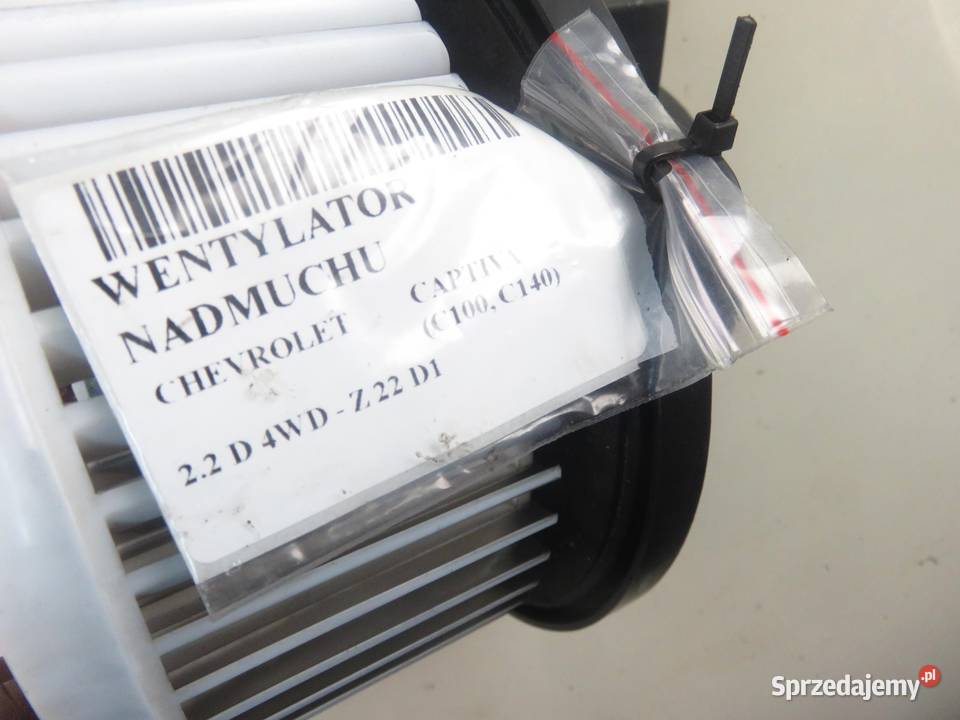 WENTYLATOR
NADMUCHU
CHEVROLET CAPTIVA
(C100, C140)
2.2 D 4WD - Z 22 D1
Sprzedajemy.pl